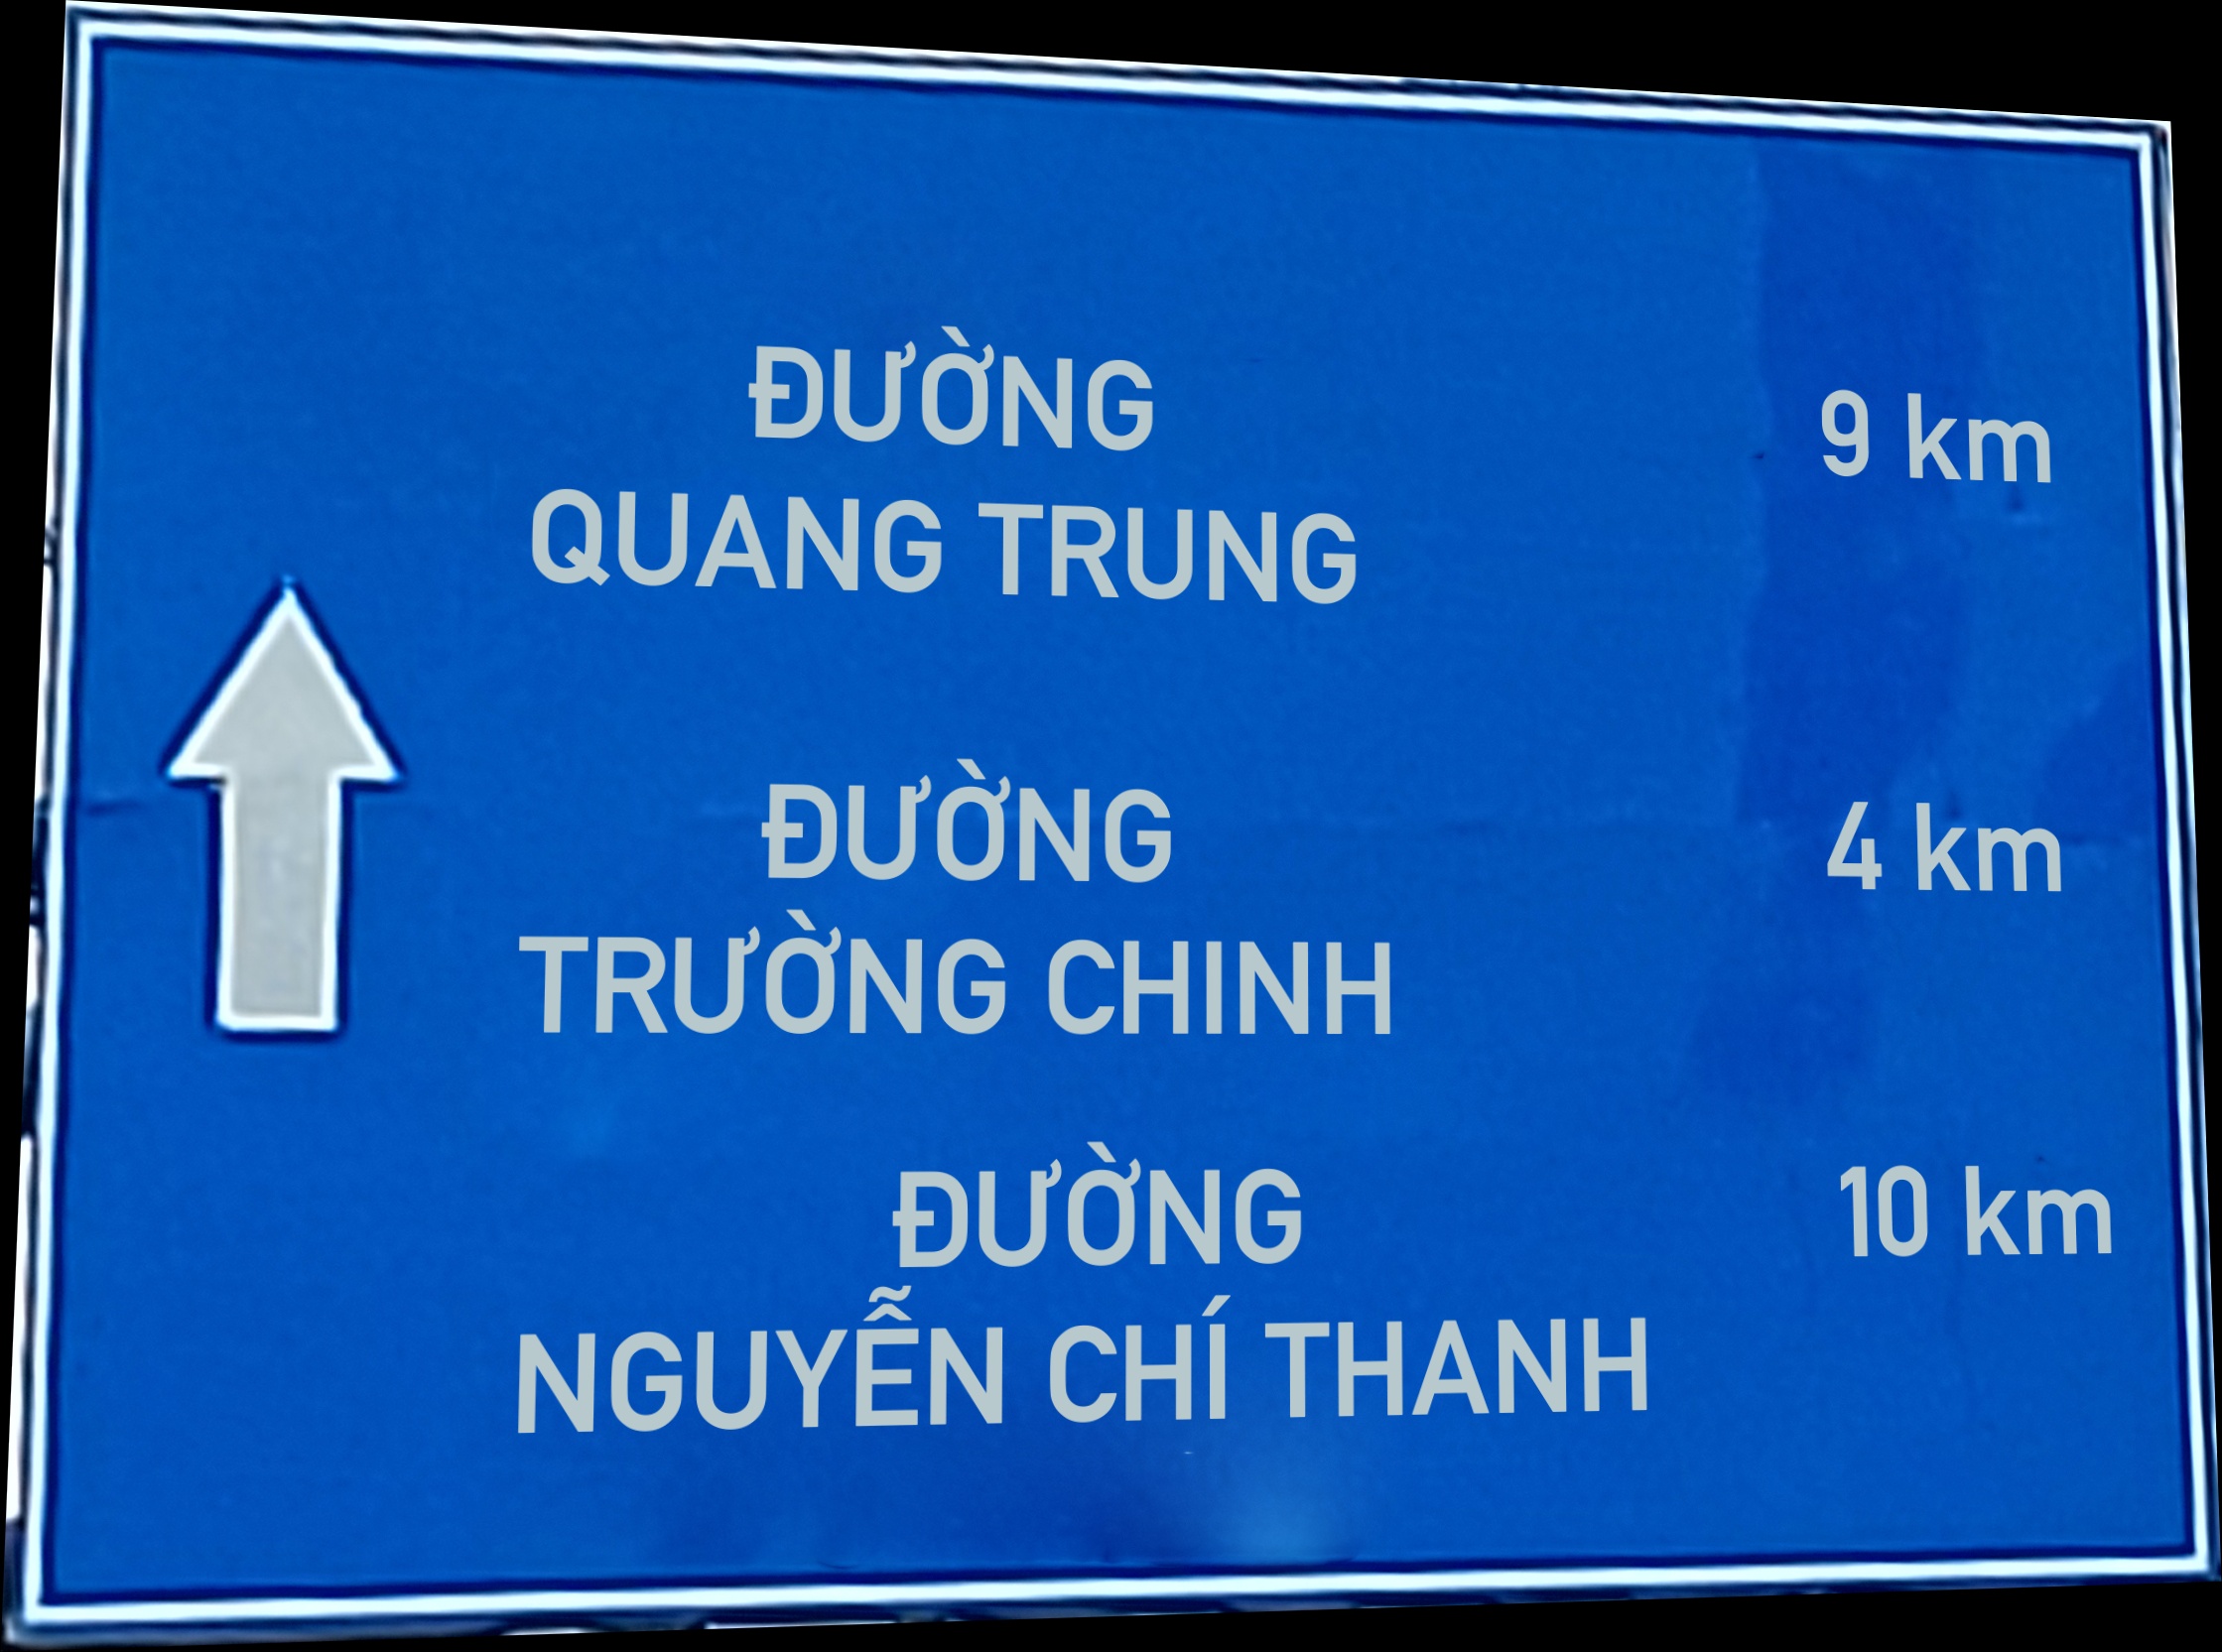 ĐƯỜNG
QUANG TRUNG
9 km
ĐƯỜNG
TRƯỜNG CHINH
4 km
ĐƯỜNG
NGUYỄN CHÍ THANH
10 km